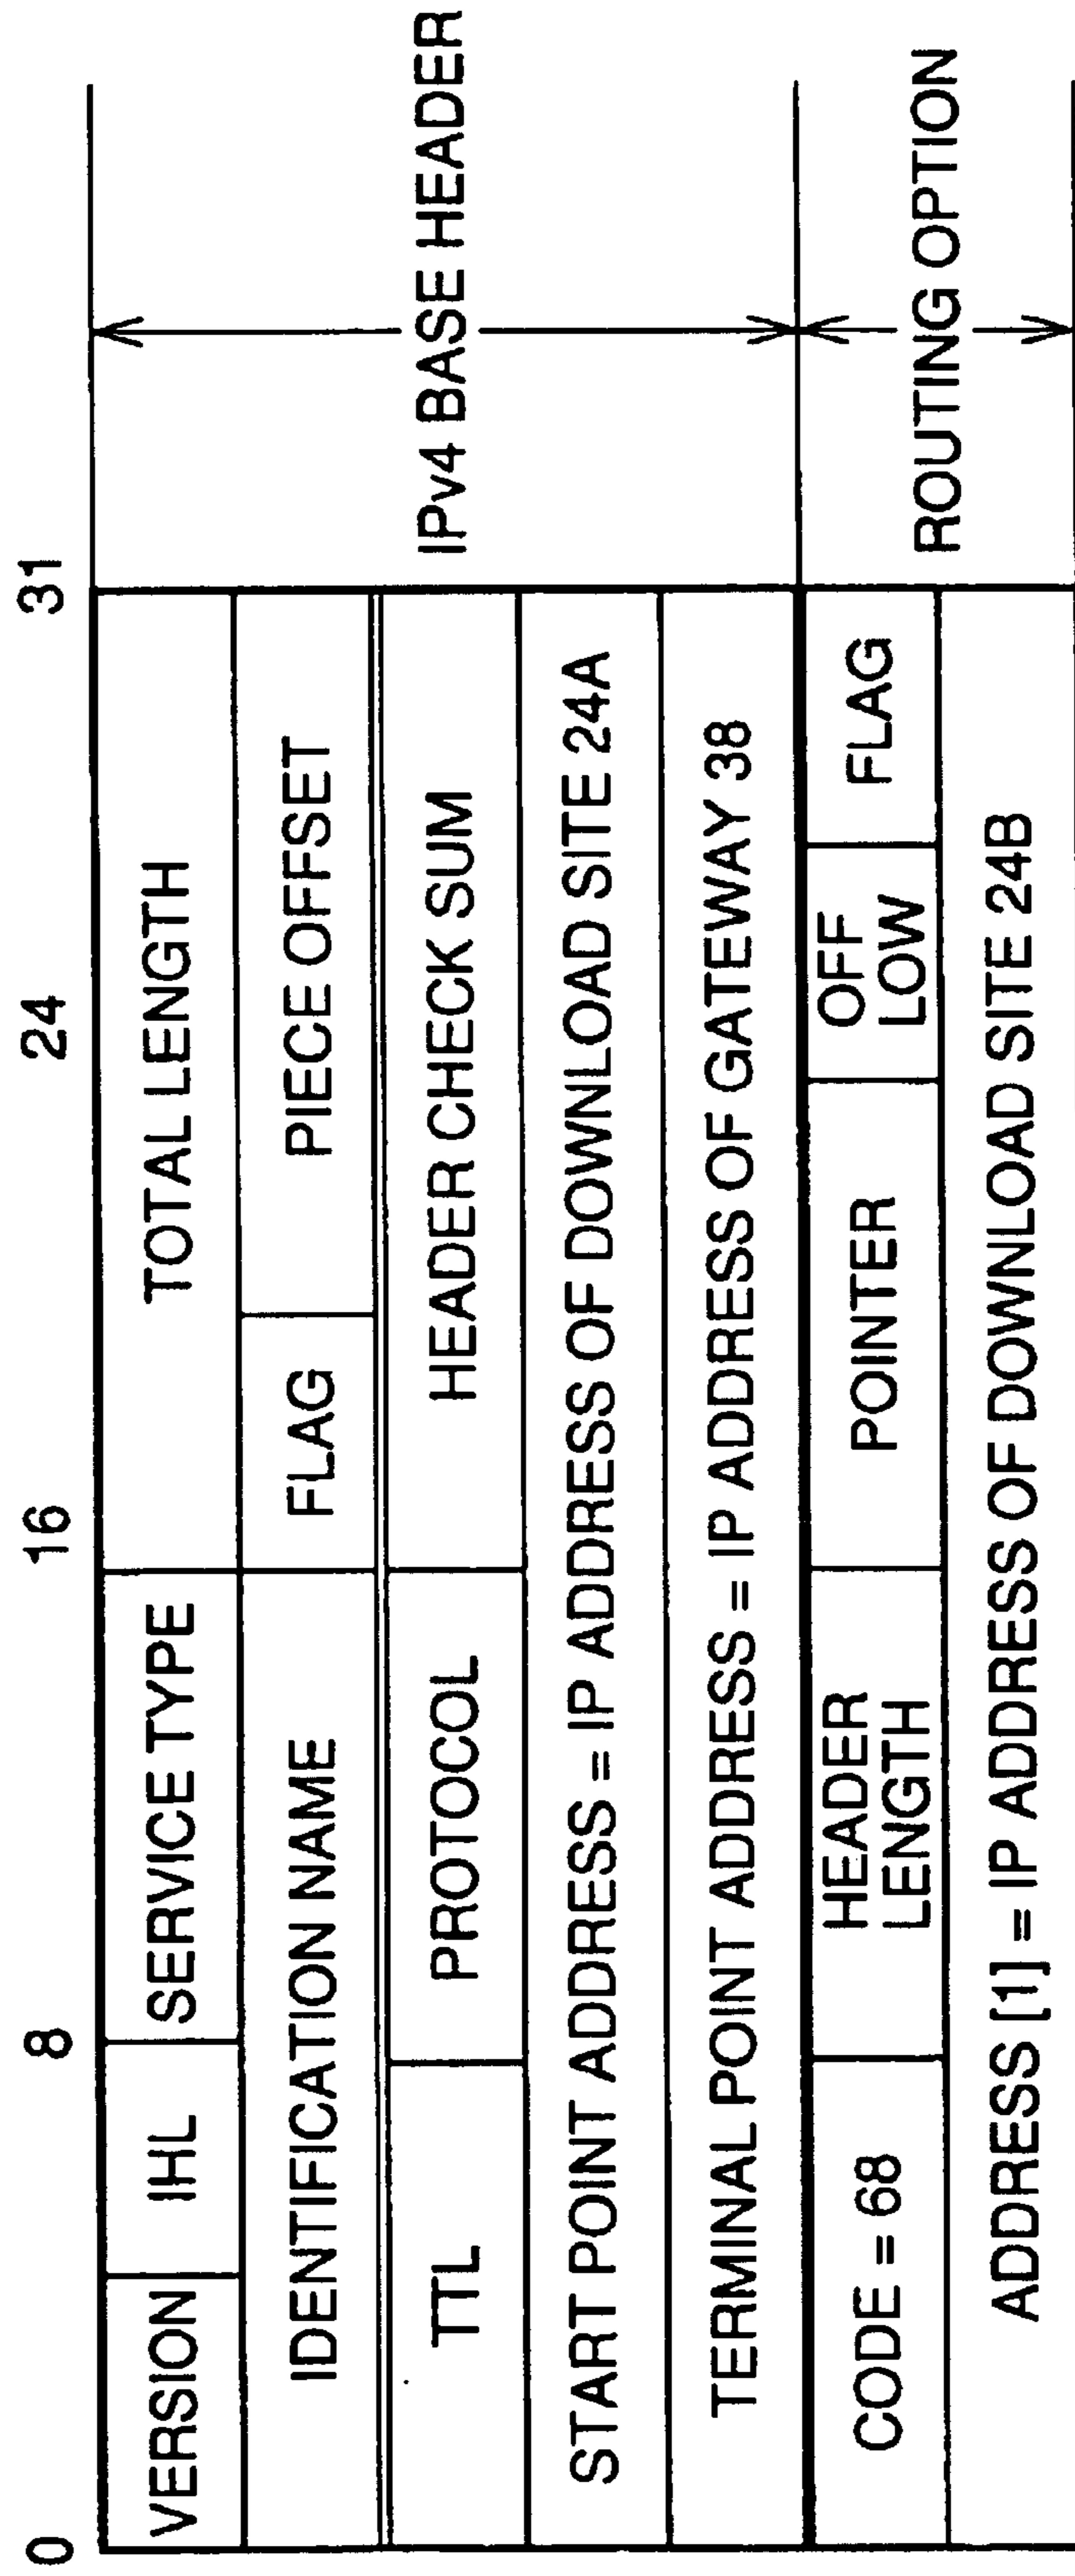 0 8 16 24 31
VERSION IHL SERVICE TYPE TOTAL LENGTH
IDENTIFICATION NAME FLAG PIECE OFFSET
TTL PROTOCOL HEADER CHECK SUM
START POINT ADDRESS = IP ADDRESS OF DOWNLOAD SITE 24A
TERMINAL POINT ADDRESS = IP ADDRESS OF GATEWAY 38
IPv4 BASE HEADER
CODE = 68
HEADER
LENGTH
POINTER
OFF
LOW
FLAG
ADDRESS [1] = IP ADDRESS OF DOWNLOAD SITE 24B
ROUTING OPTION